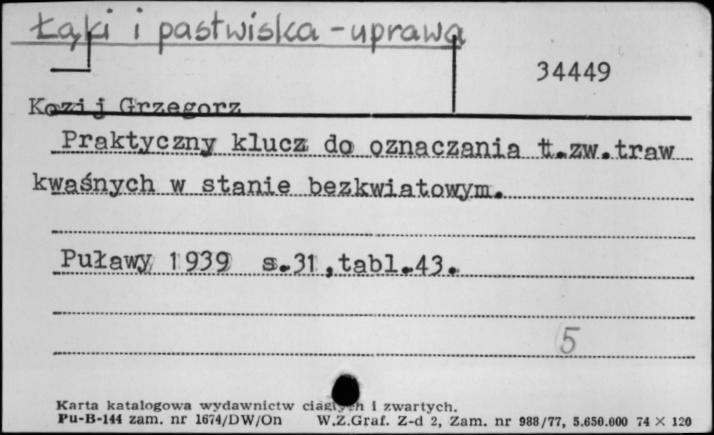 Łąki i pastwiska - uprawa
34449
Kozij Grzegorz
Praktyczny klucz do oznaczania tt.zw.traw
kwaśnych w stanie bezkwiatowym.
Puławy 1939 s.31,tabl.43.
5
Karta katalogowa wydawnictw ciągłych i zwartych.
Pu-B-144 zam. nr 1674/DW/On W.Z.Graf. Z-d 2, Zam. nr 988/77, 5.650.000 74 × 120